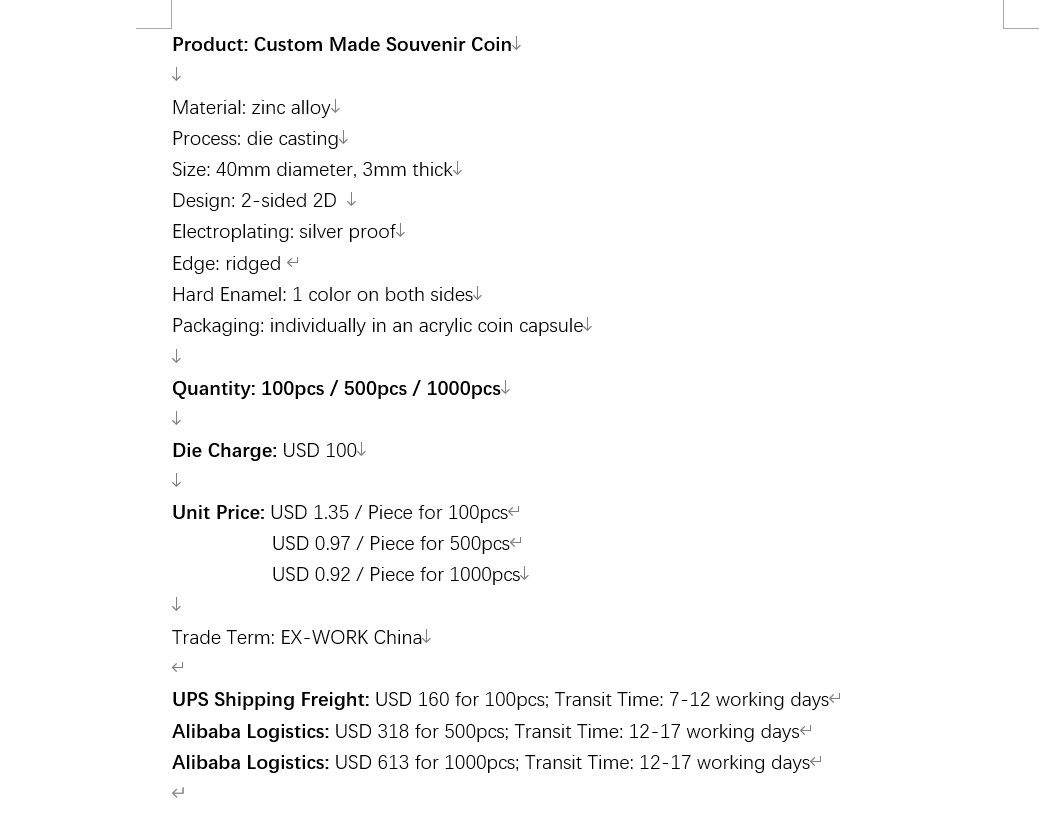 Product: Custom Made Souvenir Coin
Material: zinc alloy
Process: die casting
Size: 40mm diameter, 3mm thick
Design: 2-sided 2D
Electroplating: silver proof
Edge: ridged
Hard Enamel: 1 color on both sides
Packaging: individually in an acrylic coin capsule
Quantity: 100pcs / 500pcs / 1000pcs
Die Charge: USD 100
Unit Price: USD 1.35 / Piece for 100pcs
USD 0.97 / Piece for 500pcs
USD 0.92 / Piece for 1000pcs
Trade Term: EX-WORK China
UPS Shipping Freight: USD 160 for 100pcs; Transit Time: 7-12 working days
Alibaba Logistics: USD 318 for 500pcs; Transit Time: 12-17 working days
Alibaba Logistics: USD 613 for 1000pcs; Transit Time: 12-17 working days